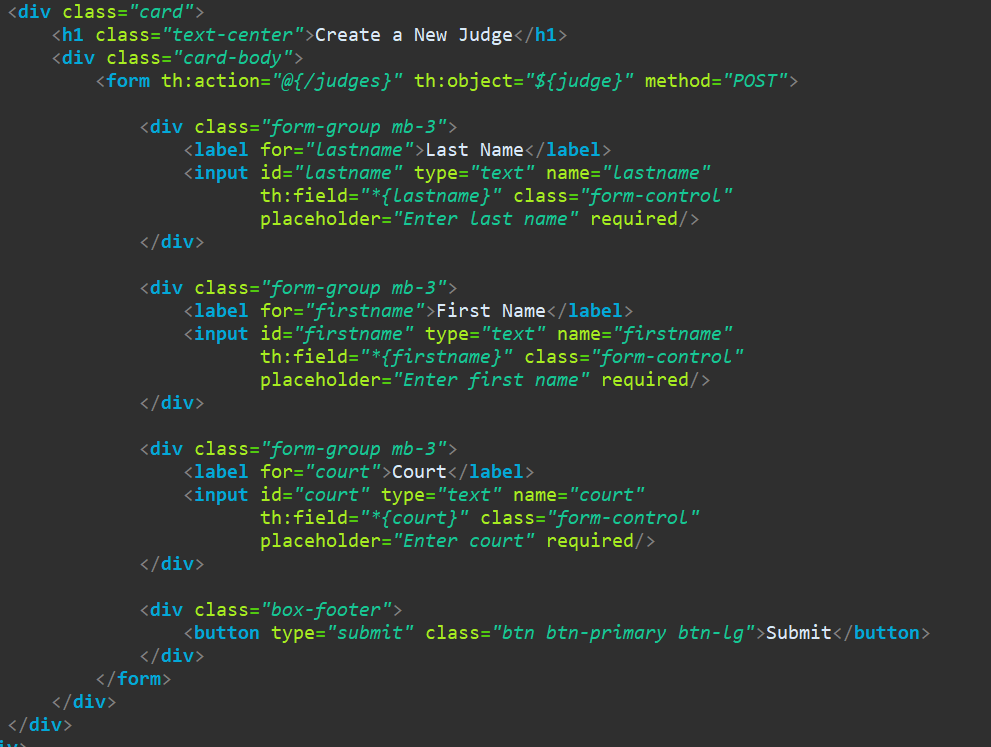 <div class="card">
<h1 class="text-center">Create a New Judge</h1>
<div class="card-body">
<form th:action="@{/judges}" th:object="${judge}" method="POST">
<div class="form-group mb-3">
<label for="lastname">Last Name</label>
<input id="lastname" type="text" name="lastname"
th:field="*{lastname}" class="form-control"
placeholder="Enter last name" required/>
</div>
<div class="form-group mb-3">
<label for="firstname">First Name</label>
<input id="firstname" type="text" name="firstname"
th:field="*{firstname}" class="form-control"
placeholder="Enter first name" required/>
</div>
<div class="form-group mb-3">
<label for="court">Court</label>
<input id="court" type="text" name="court"
th:field="*{court}" class="form-control"
placeholder="Enter court" required/>
</div>
<div class="box-footer">
<button type="submit" class="btn btn-primary btn-lg">Submit</button>
</div>
</form>
</div>
</div>